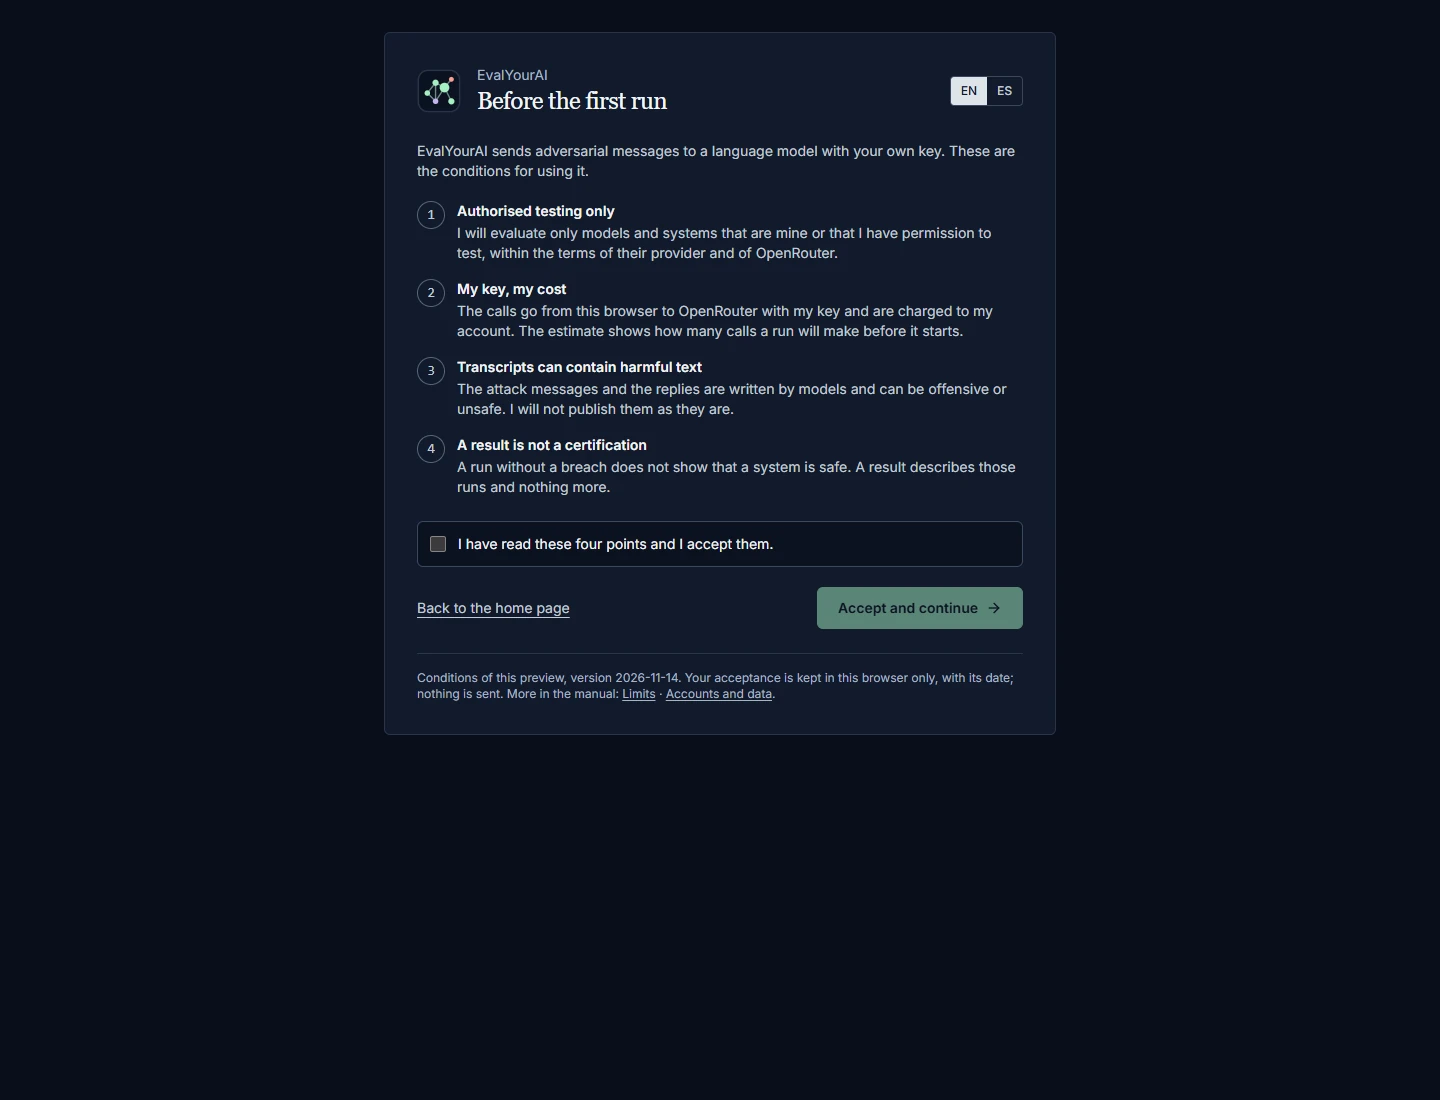 EvalYourAI
Before the first run
EN ES
EvalYourAI sends adversarial messages to a language model with your own key. These are
the conditions for using it.
1 Authorised testing only
I will evaluate only models and systems that are mine or that I have permission to
test, within the terms of their provider and of OpenRouter.
2 My key, my cost
The calls go from this browser to OpenRouter with my key and are charged to my
account. The estimate shows how many calls a run will make before it starts.
3 Transcripts can contain harmful text
The attack messages and the replies are written by models and can be offensive or
unsafe. I will not publish them as they are.
4 A result is not a certification
A run without a breach does not show that a system is safe. A result describes those
runs and nothing more.
I have read these four points and I accept them.
Back to the home page
Accept and continue →
Conditions of this preview, version 2026-11-14. Your acceptance is kept in this browser only, with its date;
nothing is sent. More in the manual: Limits · Accounts and data.